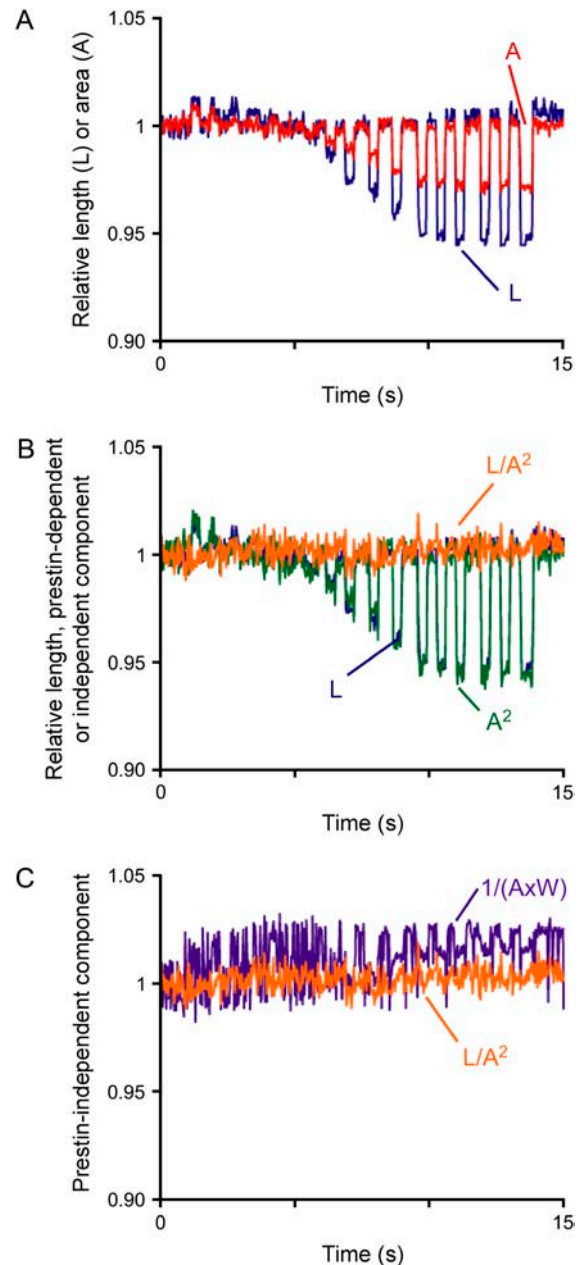 A
1.05
1
0.95
0.90
Relative length (L) or area (A)
A
L
0
15
Time (s)
B
1.05
1
0.95
0.90
Relative length, prestin-dependent
or independent component
L/A²
L
A²
0
15
Time (s)
C
1.05
1
0.95
0.90
Prestin-independent component
1/(AxW)
L/A²
0
15
Time (s)